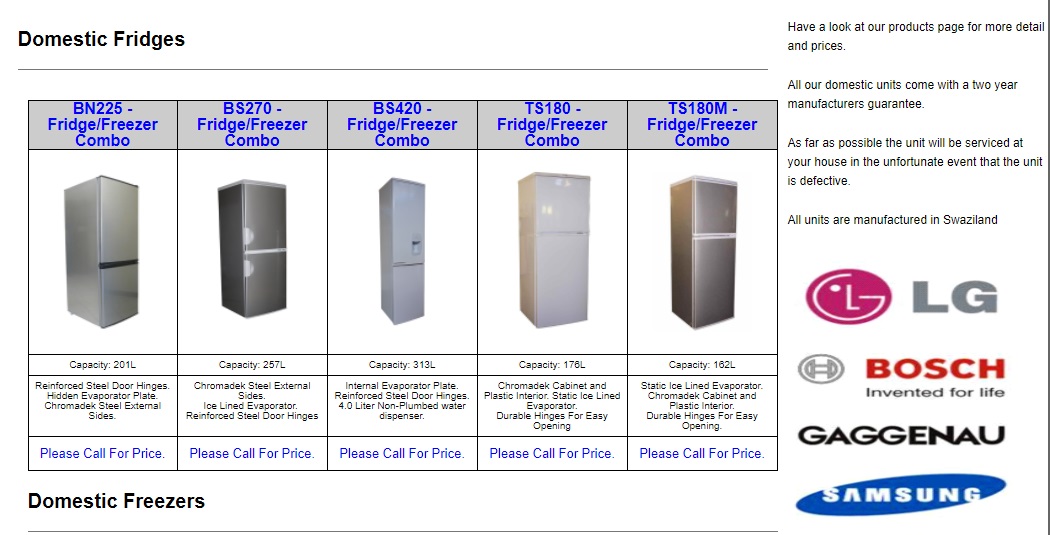 Domestic Fridges
BN225 -
Fridge/Freezer
Combo
BS270 -
Fridge/Freezer
Combo
BS420 -
Fridge/Freezer
Combo
TS180 -
Fridge/Freezer
Combo
TS180M -
Fridge/Freezer
Combo
Capacity: 201L
Capacity: 257L
Capacity: 313L
Capacity: 176L
Capacity: 162L
Reinforced Steel Door Hinges.
Hidden Evaporator Plate.
Chromadek Steel External
Sides.
Chromadek Steel External
Sides.
Ice Lined Evaporator.
Reinforced Steel Door Hinges
Internal Evaporator Plate.
Reinforced Steel Door Hinges.
4.0 Liter Non-Plumbed water
dispenser.
Chromadek Cabinet and
Plastic Interior. Static Ice Lined
Evaporator.
Durable Hinges For Easy
Opening
Static Ice Lined Evaporator.
Chromadek Cabinet and
Plastic Interior.
Durable Hinges For Easy
Opening.
Please Call For Price.
Please Call For Price.
Please Call For Price.
Please Call For Price.
Please Call For Price.
Domestic Freezers
Have a look at our products page for more detail
and prices.
All our domestic units come with a two year
manufacturers guarantee.
As far as possible the unit will be serviced at
your house in the unfortunate event that the unit
is defective.
All units are manufactured in Swaziland
LG
BOSCH
Invented for life
GAGGENAU
SAMSUNG